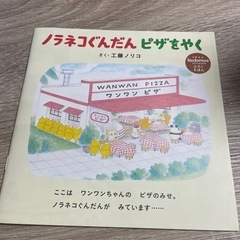 ノラネコぐんだん ピザをやく
さく・工藤ノリコ
kodomoe
WANWAN PIZZA
ワンワン ピザ
ここは ワンワンちゃんの ピザのみせ。
ノラネコぐんだんが みています……